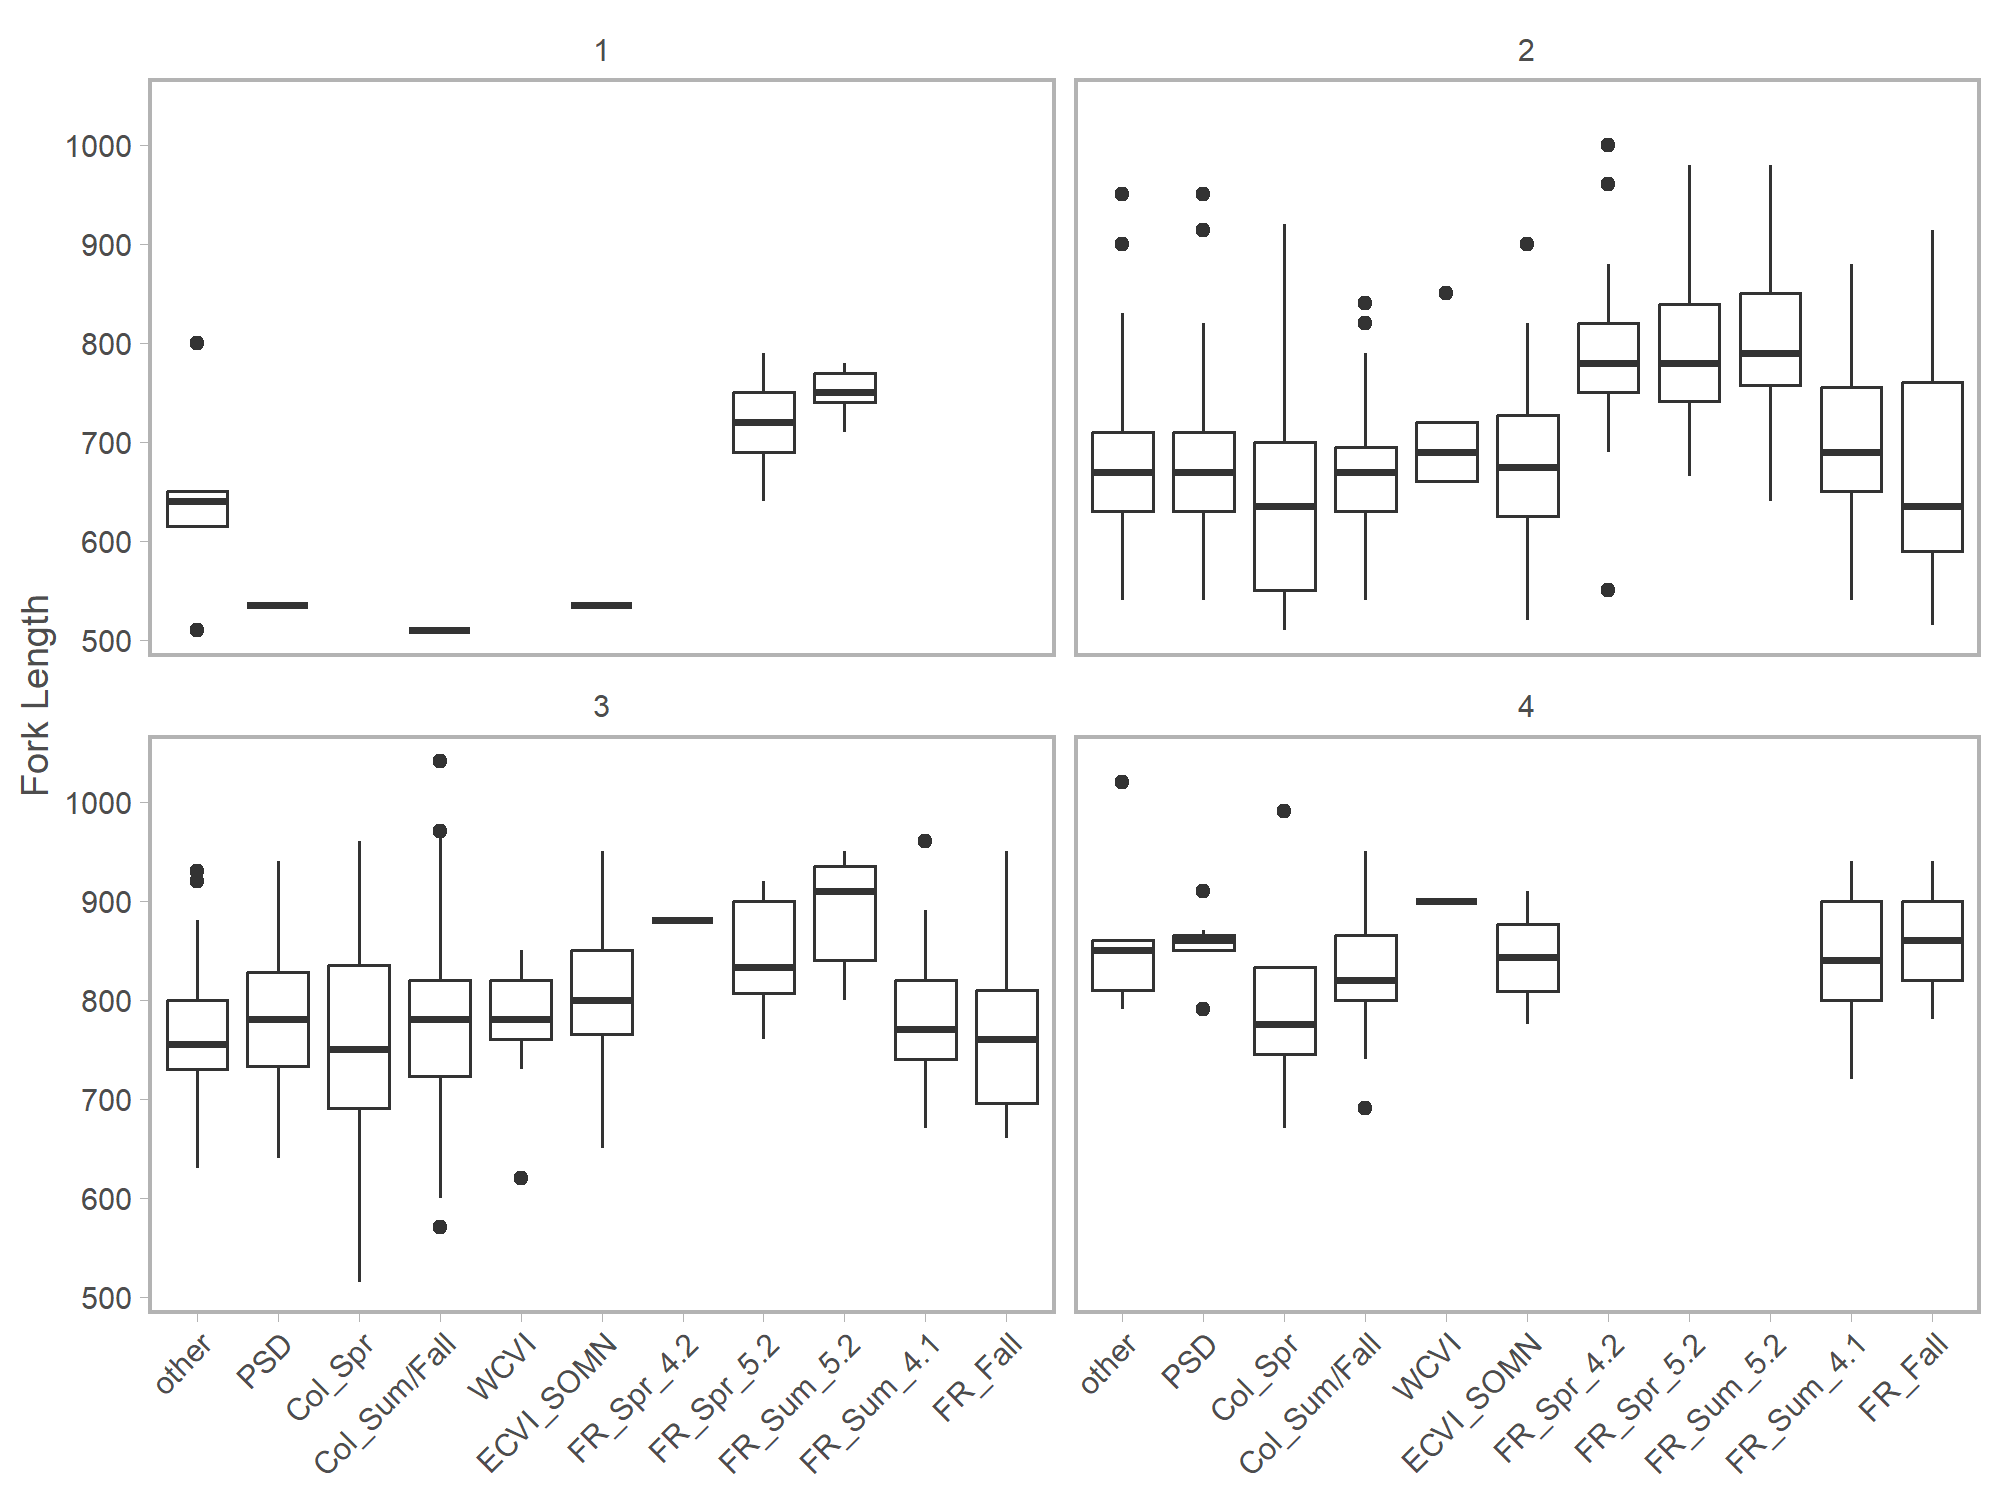 1
2
1000
900
800
700
600
500
Fork Length
3
4
1000
900
800
700
600
500
other
PSD
Col_Spr
Col_Sum/Fall
WCVI
ECVI_SOMN
FR_Spr_4.2
FR_Spr_5.2
FR_Sum_5.2
FR_Sum_4.1
FR_Fall
other
PSD
Col_Spr
Col_Sum/Fall
WCVI
ECVI_SOMN
FR_Spr_4.2
FR_Spr_5.2
FR_Sum_5.2
FR_Sum_4.1
FR_Fall